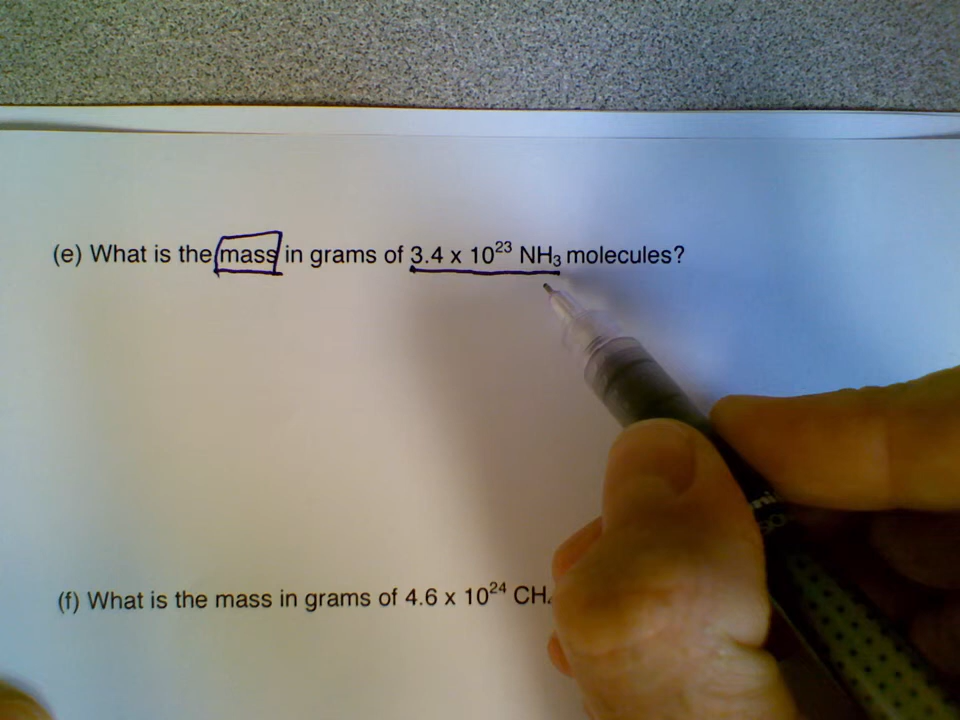 (e) What is the mass in grams of 3.4 x 10²³ NH₃ molecules?
(f) What is the mass in grams of 4.6 x 10²⁴ CH